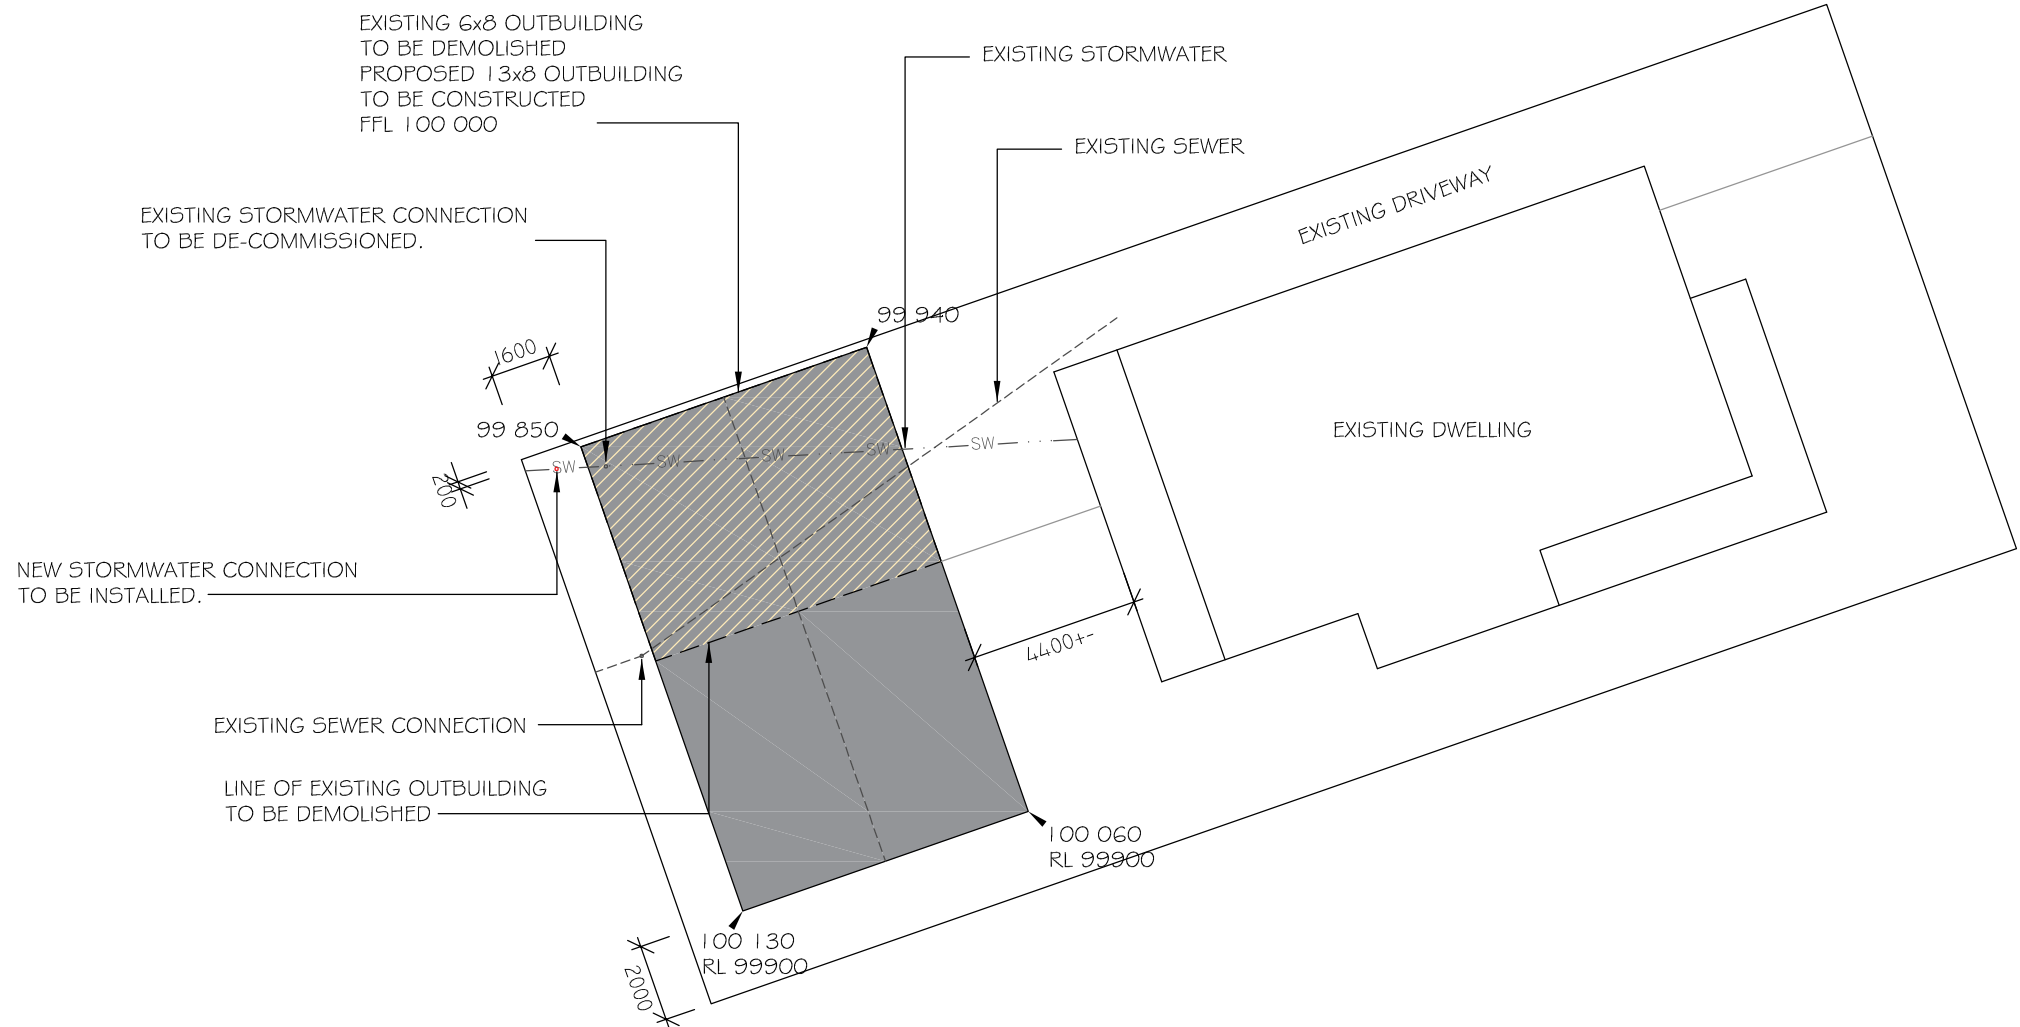 EXISTING 6x8 OUTBUILDING
TO BE DEMOLISHED
PROPOSED 13x8 OUTBUILDING
TO BE CONSTRUCTED
FFL 100 000
EXISTING STORMWATER
EXISTING SEWER
EXISTING DRIVEWAY
EXISTING STORMWATER CONNECTION
TO BE DE-COMMISSIONED.
99 940
1600
99 850
EXISTING DWELLING
SW
SW
SW
SW
SW
200
NEW STORMWATER CONNECTION
TO BE INSTALLED.
4400+-
EXISTING SEWER CONNECTION
LINE OF EXISTING OUTBUILDING
TO BE DEMOLISHED
100 060
RL 99900
100 130
RL 99900
2000